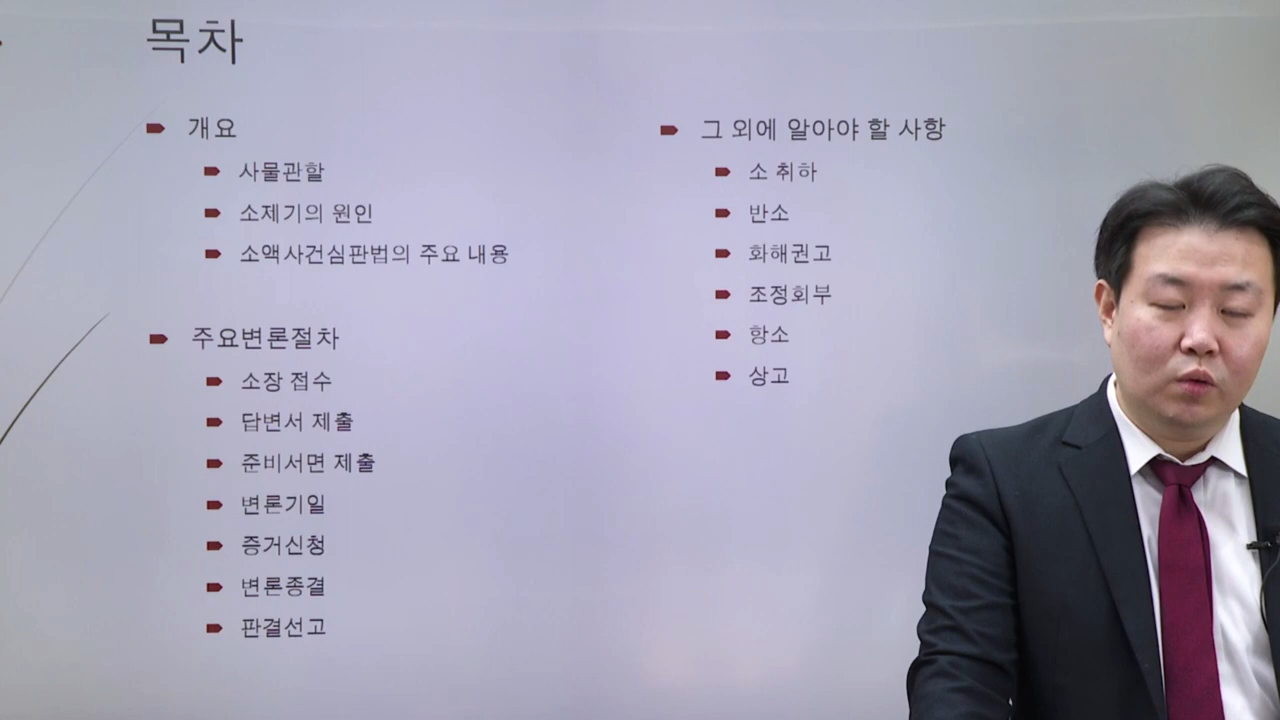 목차
개요
사물관할
소제기의 원인
소액사건심판법의 주요 내용
주요변론절차
소장 접수
답변서 제출
준비서면 제출
변론기일
증거신청
변론종결
판결선고
그 외에 알아야 할 사항
소 취하
반소
화해권고
조정회부
항소
상고